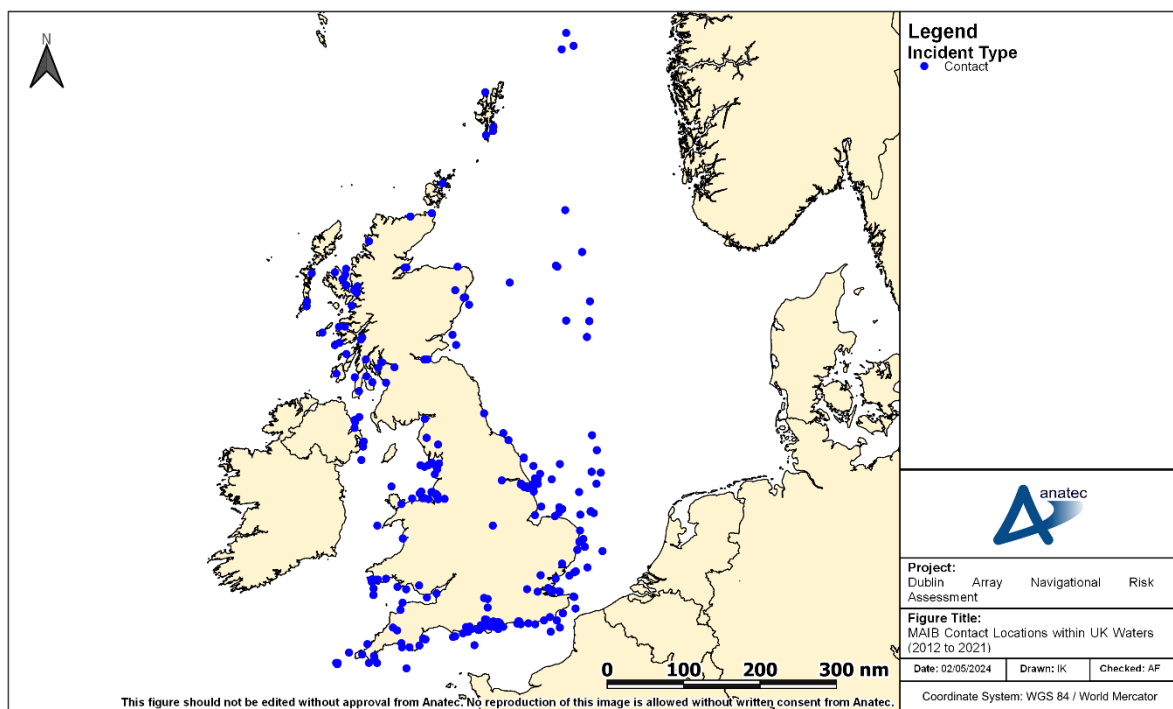 N
Legend
Incident Type
Contact
anatec
Project:
Dublin Array Navigational Risk
Assessment
Figure Title:
MAIB Contact Locations within UK Waters
(2012 to 2021)
Date: 02/05/2024 Drawn: IK Checked: AF
Coordinate System: WGS 84 / World Mercator
0 100 200 300 nm
This figure should not be edited without approval from Anatec. No reproduction of this image is allowed without written consent from Anatec.